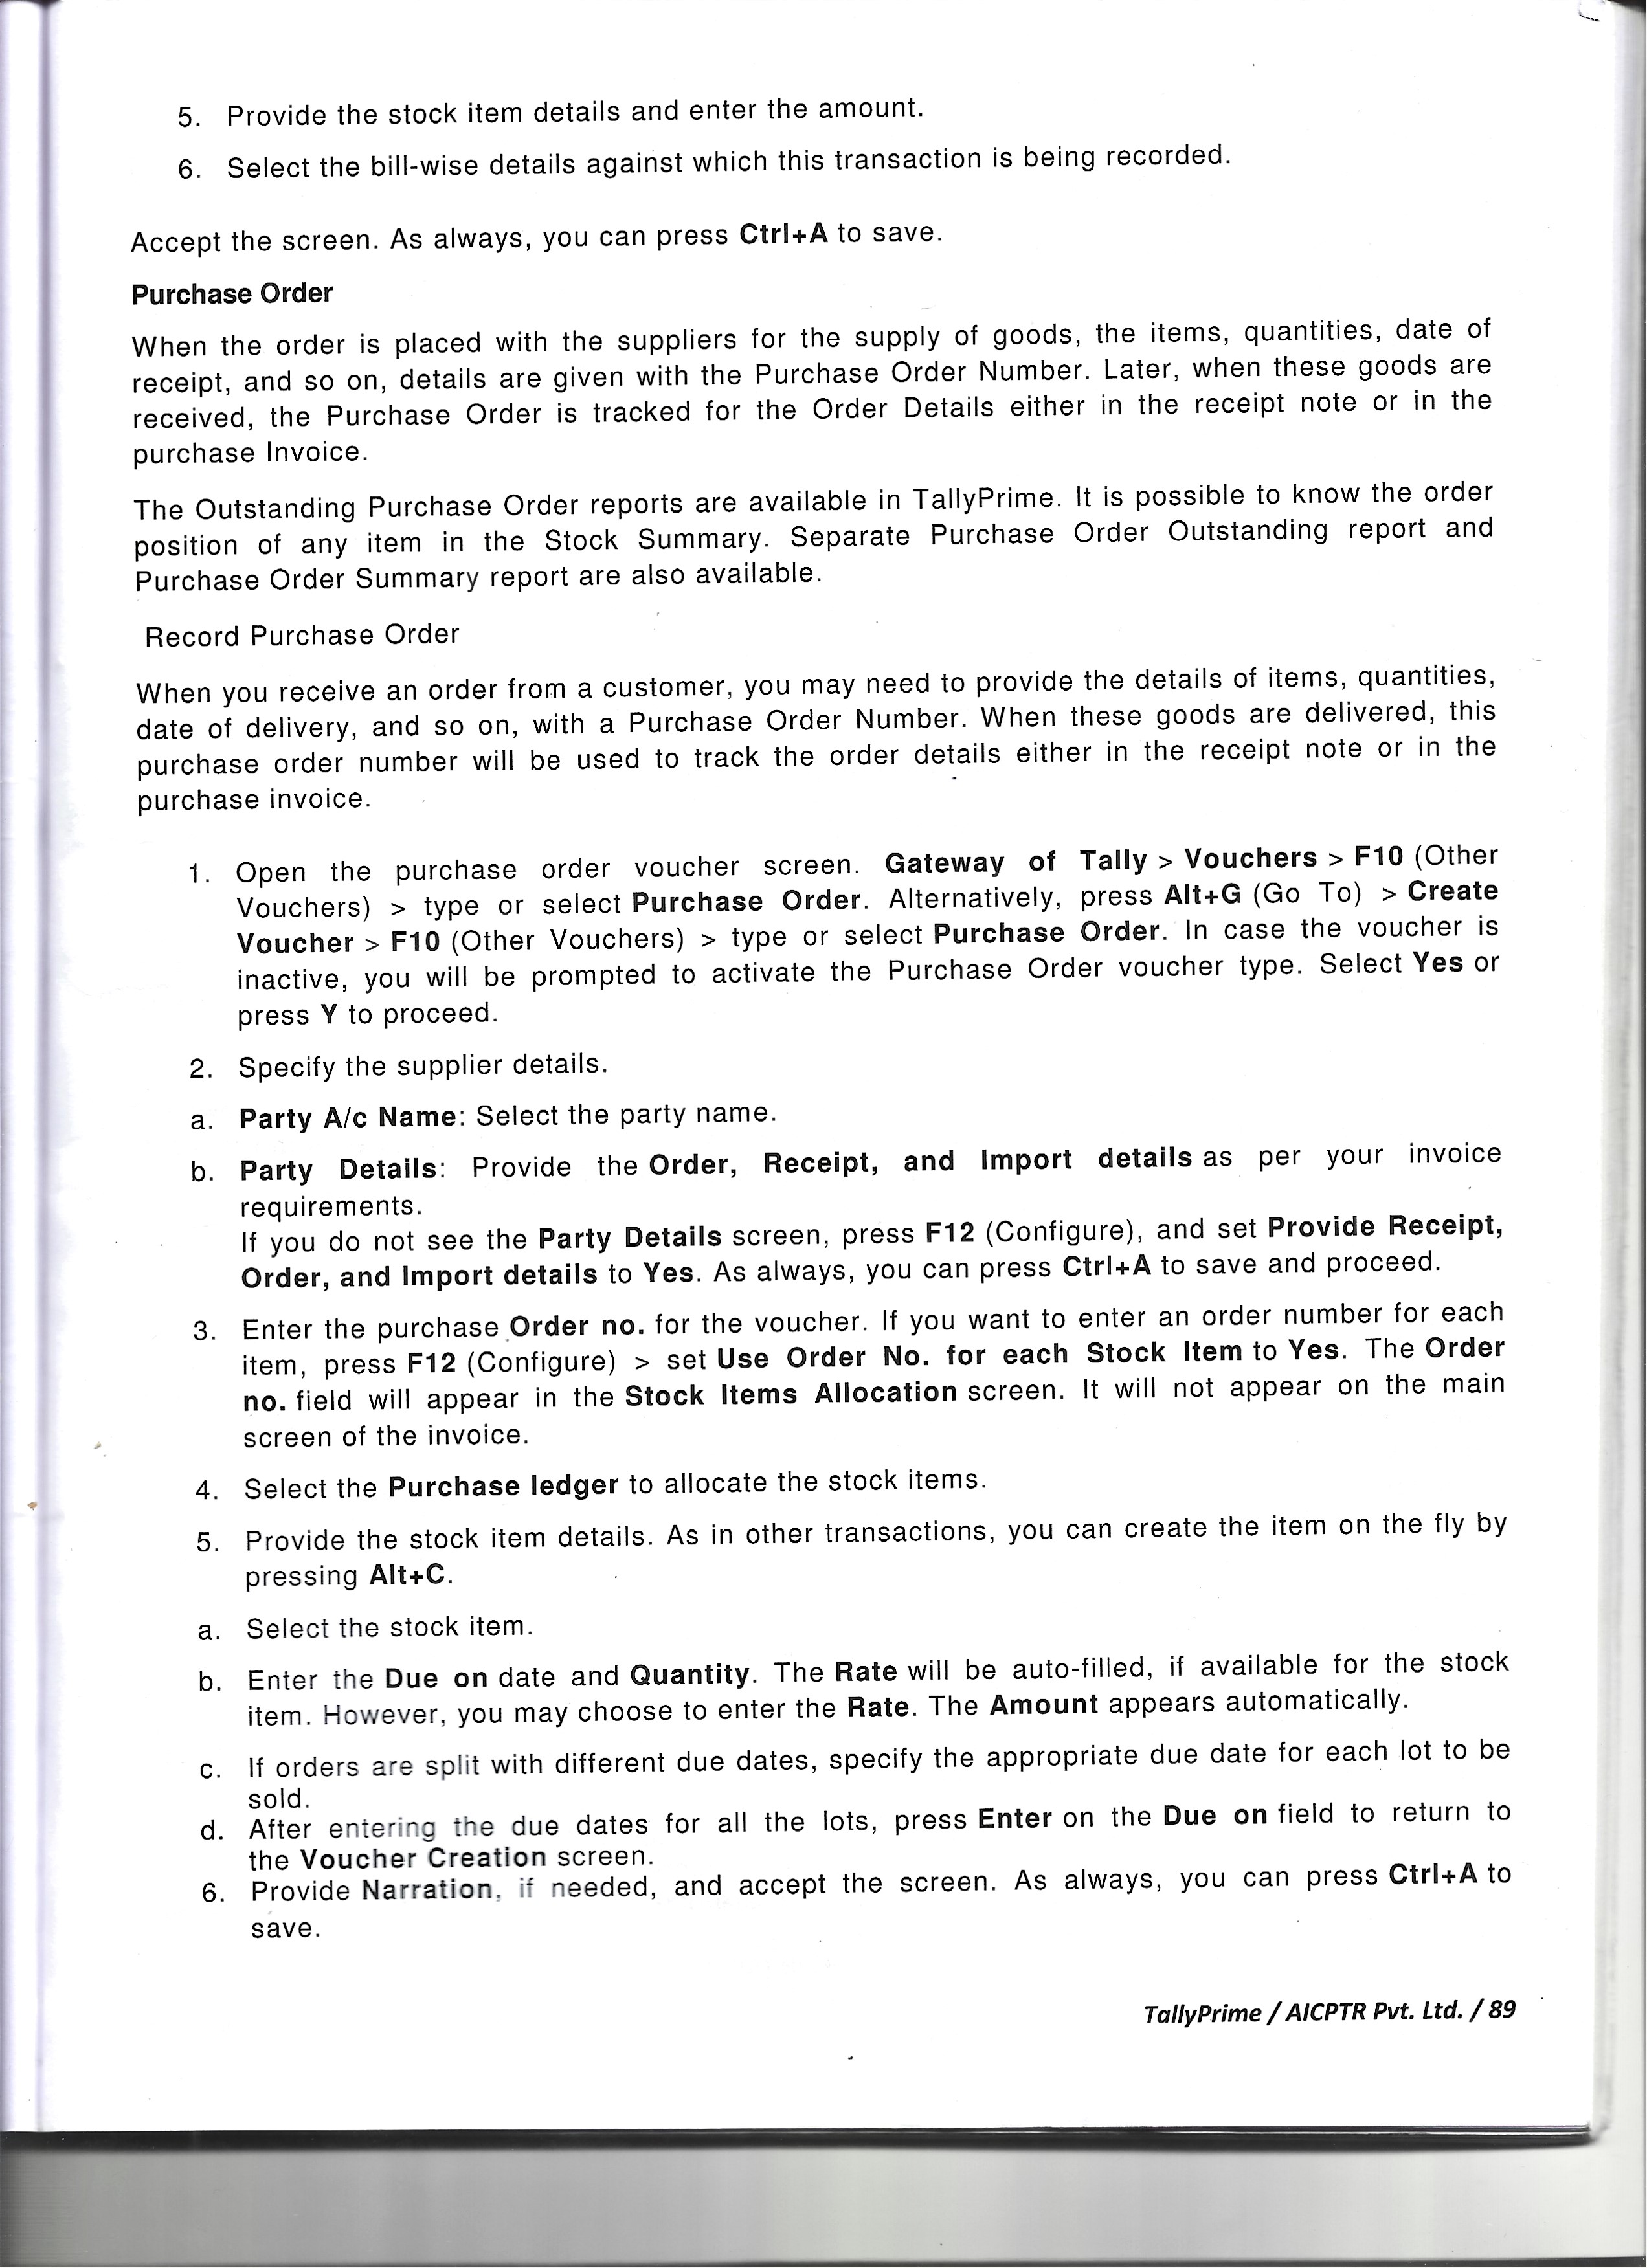 5. Provide the stock item details and enter the amount.
6. Select the bill-wise details against which this transaction is being recorded.
Accept the screen. As always, you can press Ctrl+A to save.
Purchase Order
When the order is placed with the suppliers for the supply of goods, the items, quantities, date of
receipt, and so on, details are given with the Purchase Order Number. Later, when these goods are
received, the Purchase Order is tracked for the Order Details either in the receipt note or in the
purchase Invoice.
The Outstanding Purchase Order reports are available in TallyPrime. It is possible to know the order
position of any item in the Stock Summary. Separate Purchase Order Outstanding report and
Purchase Order Summary report are also available.
Record Purchase Order
When you receive an order from a customer, you may need to provide the details of items, quantities,
date of delivery, and so on, with a Purchase Order Number. When these goods are delivered, this
purchase order number will be used to track the order details either in the receipt note or in the
purchase invoice.
1. Open the purchase order voucher screen. Gateway of Tally > Vouchers > F10 (Other
Vouchers) > type or select Purchase Order. Alternatively, press Alt+G (Go To) > Create
Voucher > F10 (Other Vouchers) > type or select Purchase Order. In case the voucher is
inactive, you will be prompted to activate the Purchase Order voucher type. Select Yes or
press Y to proceed.
2. Specify the supplier details.
a. Party A/c Name: Select the party name.
b. Party Details: Provide the Order, Receipt, and Import details as per your invoice
requirements.
If you do not see the Party Details screen, press F12 (Configure), and set Provide Receipt,
Order, and Import details to Yes. As always, you can press Ctrl+A to save and proceed.
3. Enter the purchase Order no. for the voucher. If you want to enter an order number for each
item, press F12 (Configure) > set Use Order No. for each Stock Item to Yes. The Order
no. field will appear in the Stock Items Allocation screen. It will not appear on the main
screen of the invoice.
4. Select the Purchase ledger to allocate the stock items.
5. Provide the stock item details. As in other transactions, you can create the item on the fly by
pressing Alt+C.
a. Select the stock item.
b. Enter the Due on date and Quantity. The Rate will be auto-filled, if available for the stock
item. However, you may choose to enter the Rate. The Amount appears automatically.
c. If orders are split with different due dates, specify the appropriate due date for each lot to be
sold.
d. After entering the due dates for all the lots, press Enter on the Due on field to return to
the Voucher Creation screen.
6. Provide Narration, if needed, and accept the screen. As always, you can press Ctrl+A to
save.
TallyPrime / AICPTR Pvt. Ltd. / 89